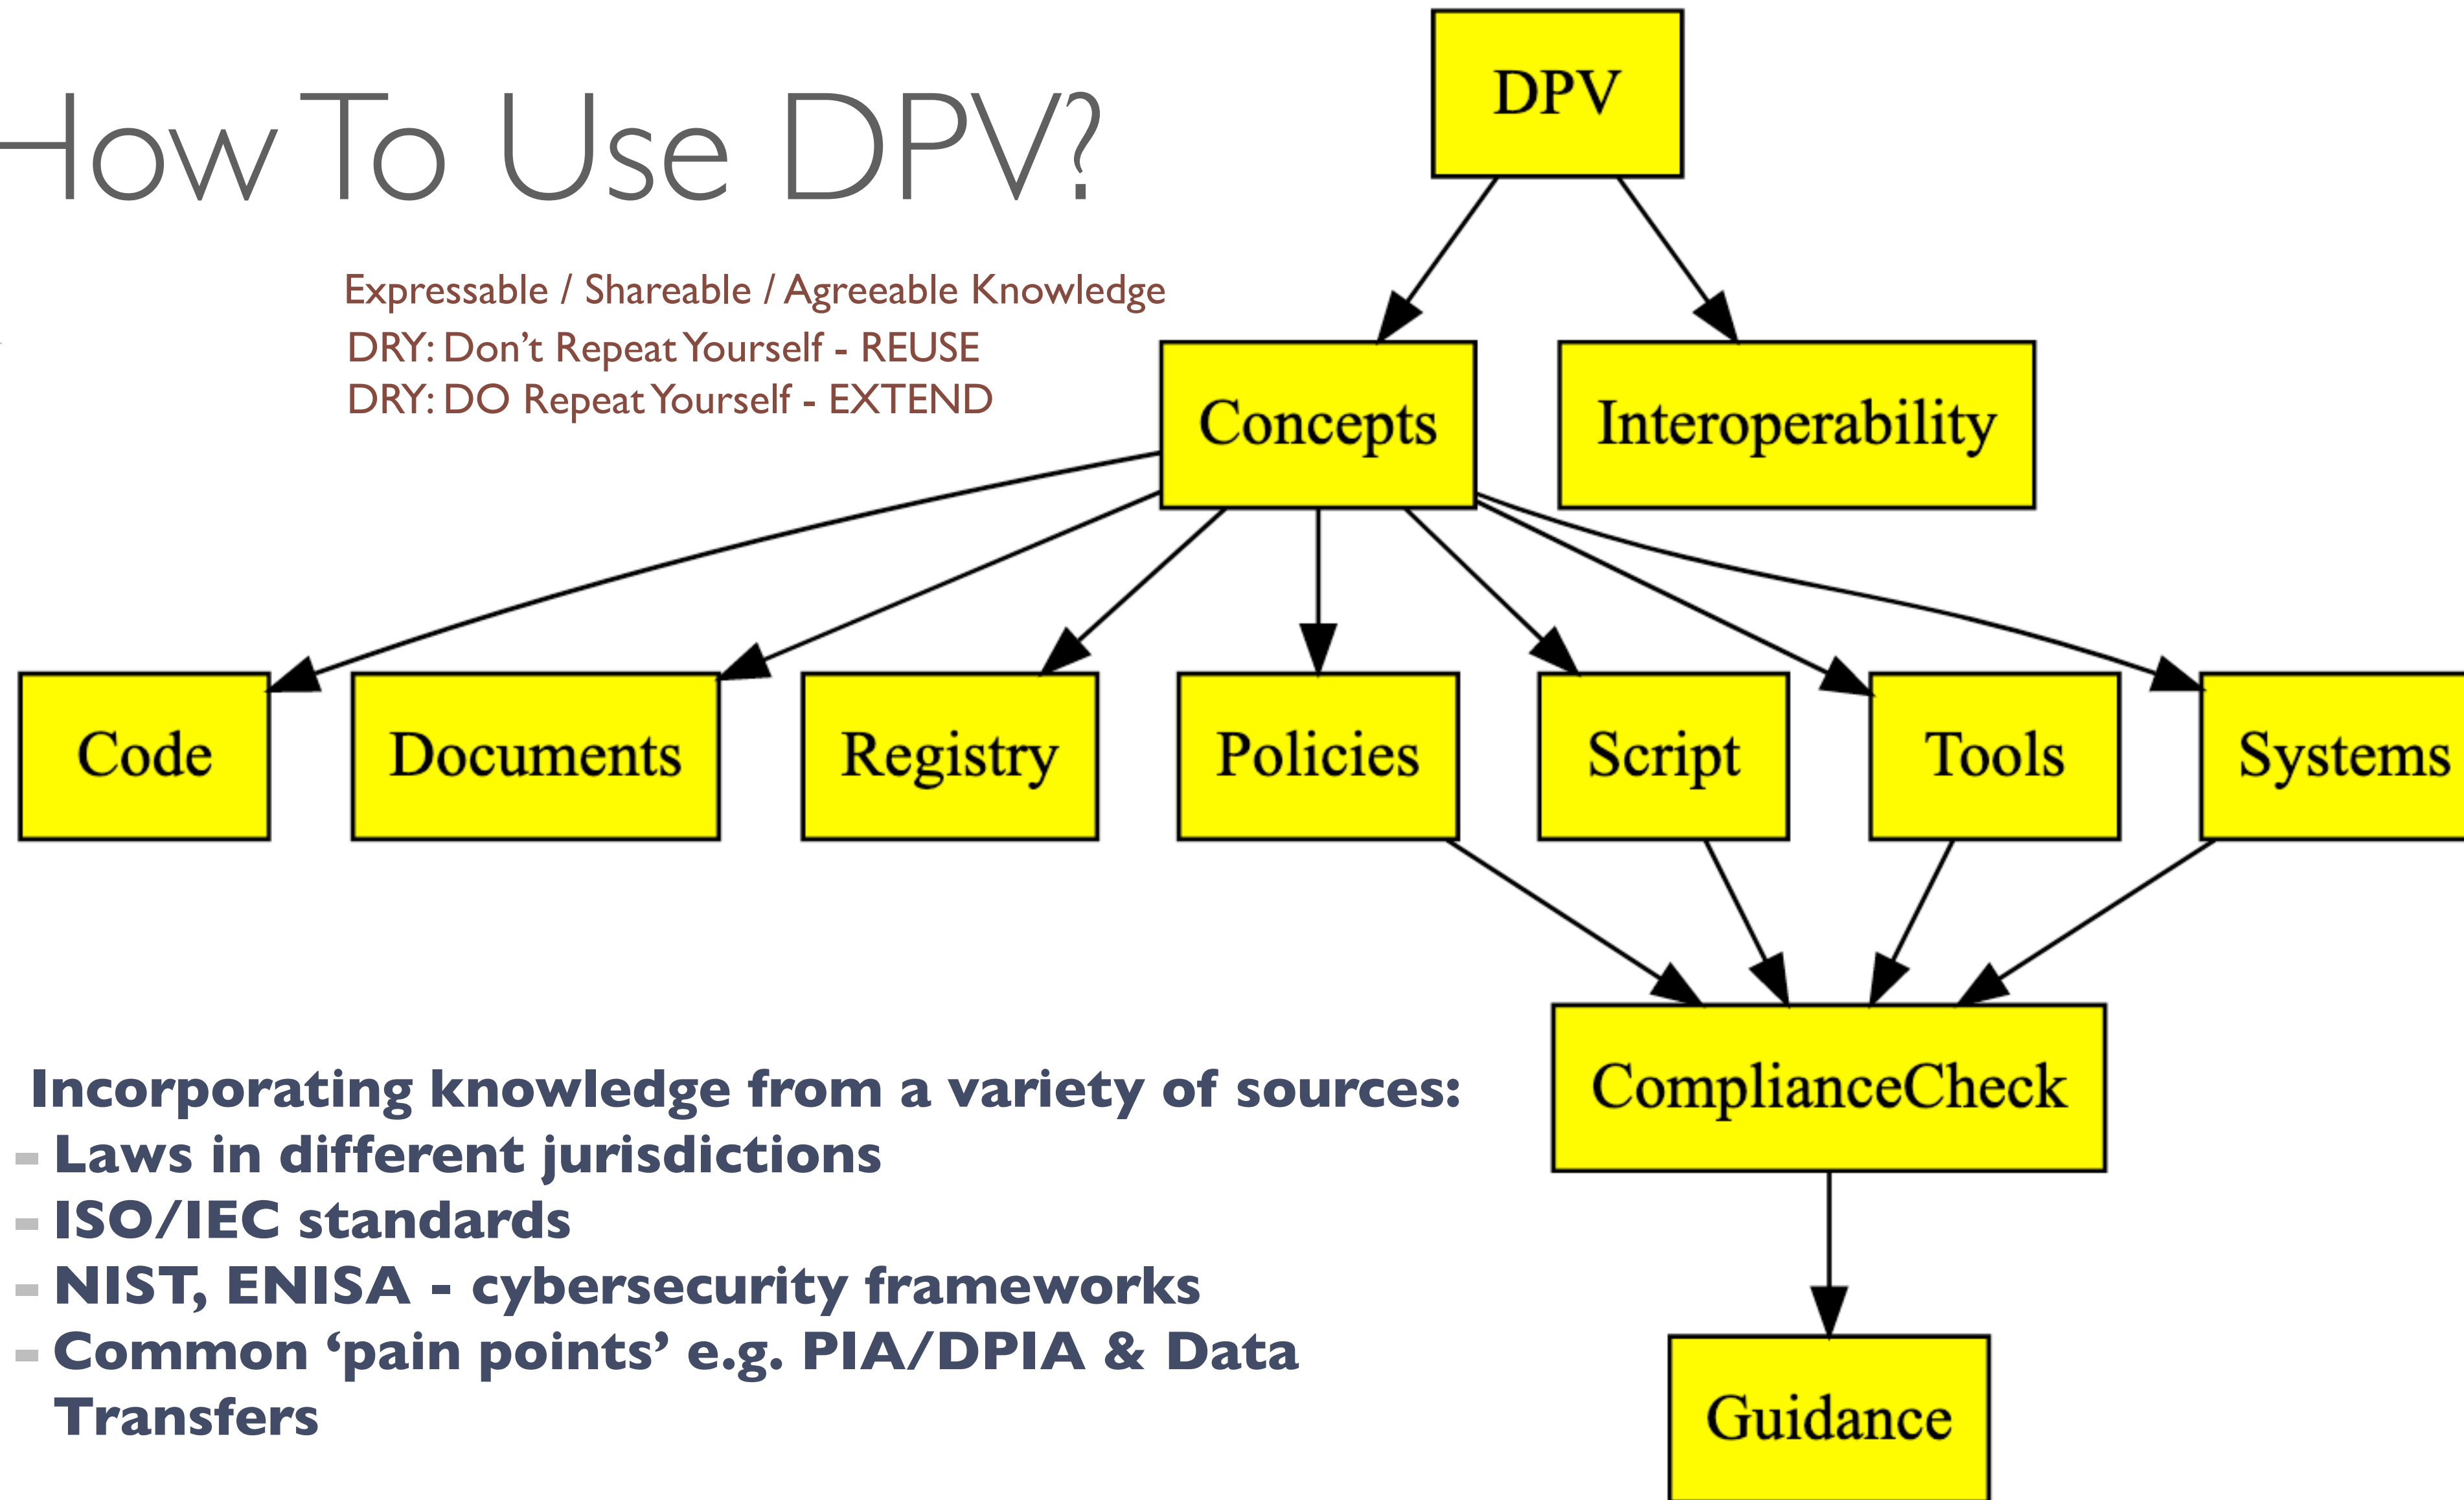 How To Use DPV?
Expressable / Shareable / Agreeable Knowledge
DRY: Don’t Repeat Yourself - REUSE
DRY: DO Repeat Yourself - EXTEND
DPV
Concepts
Interoperability
Code
Documents
Registry
Policies
Script
Tools
Systems
ComplianceCheck
Guidance
Incorporating knowledge from a variety of sources:
- Laws in different jurisdictions
- ISO/IEC standards
- NIST, ENISA - cybersecurity frameworks
- Common ‘pain points’ e.g. PIA/DPIA & Data
Transfers